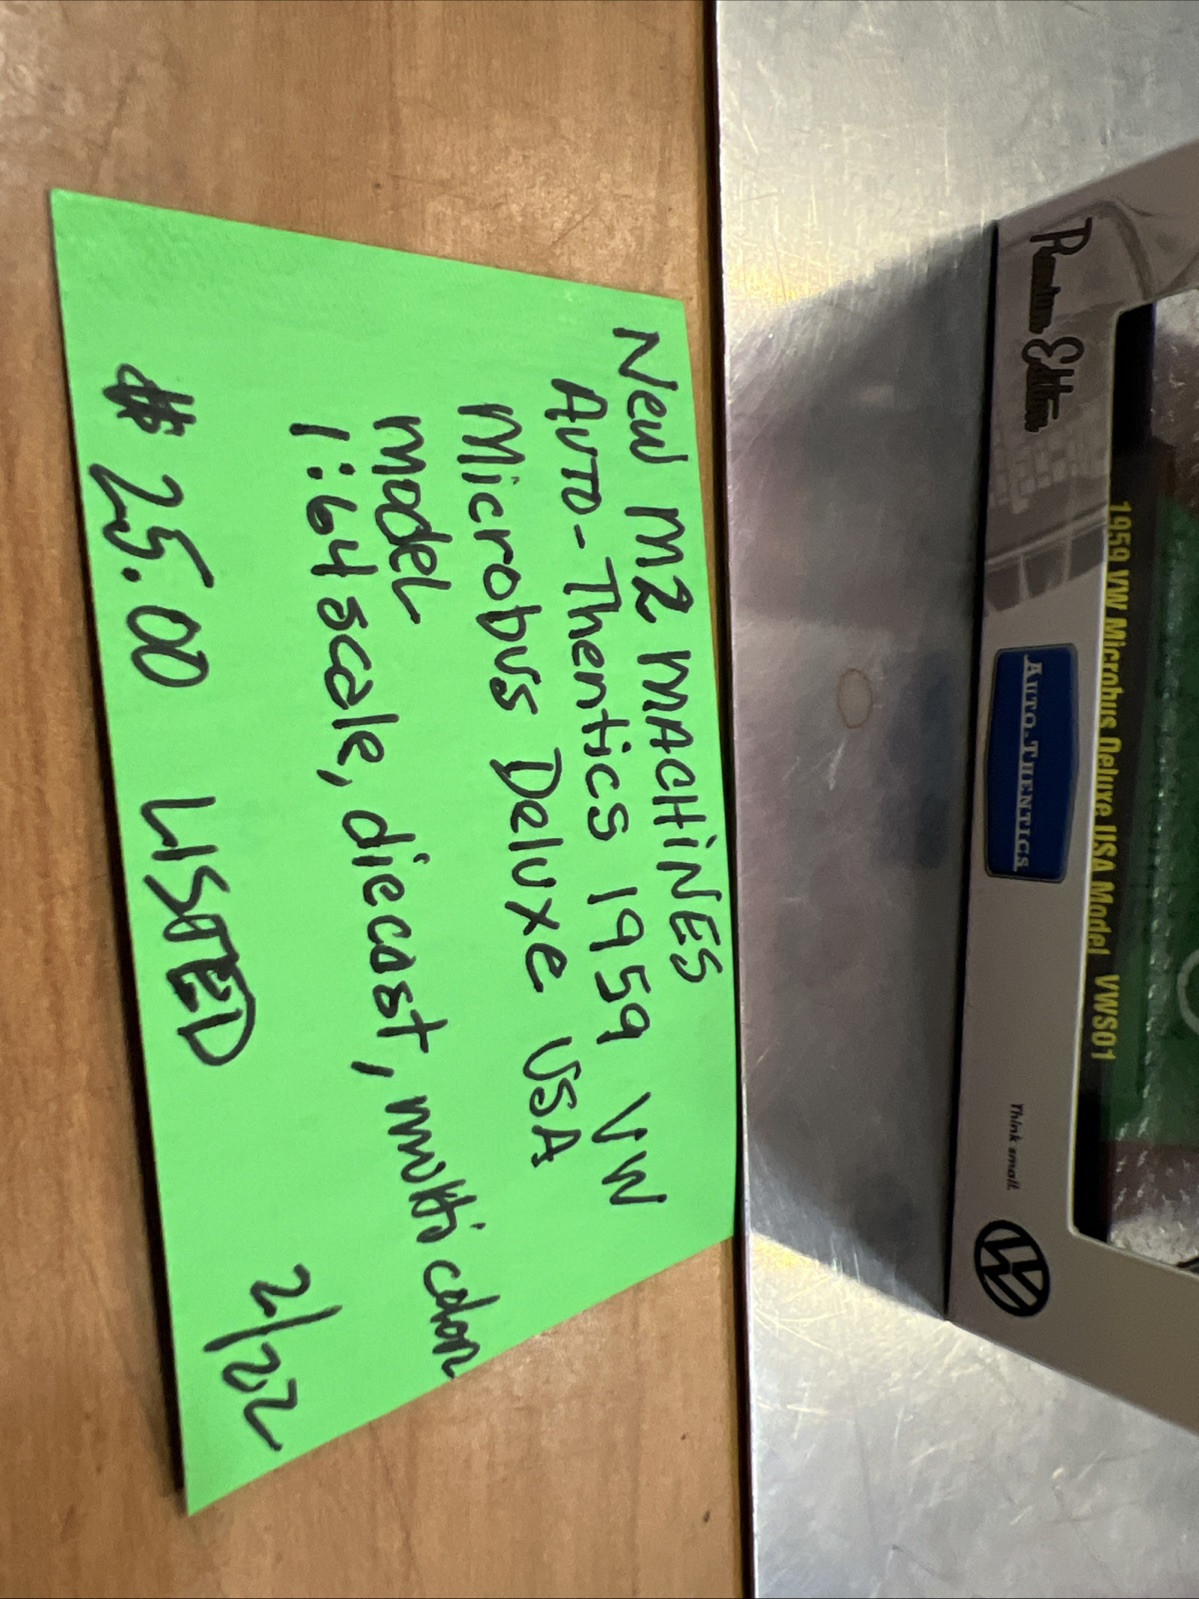 New M2 MACHINES
AUTO-Thentics 1959 VW
Microbus Deluxe USA
model
1:64 scale, diecast, multi color
$25.00 LISTED
2/22
Premium Edition
AUTO-THENTICS
1959 VW Microbus Deluxe USA Model VWS01
Think small.
VW